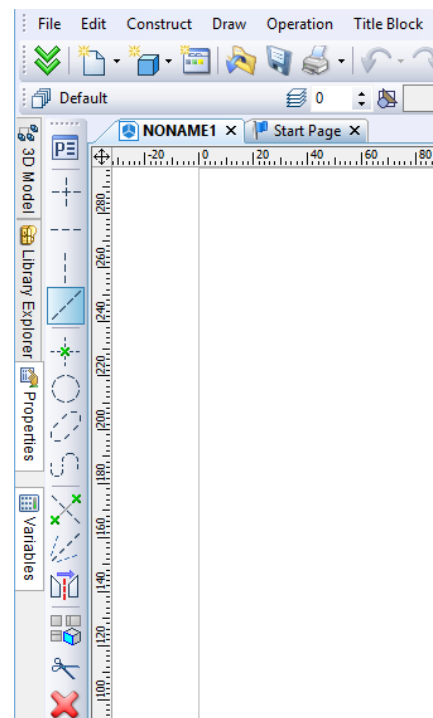 File Edit Construct Draw Operation Title Block
Default 0
NONAME1 Start Page
-20 0 20 40 60 80
3D Model
Library Explorer
Properties
Variables
280
260
240
220
200
180
160
140
120
100